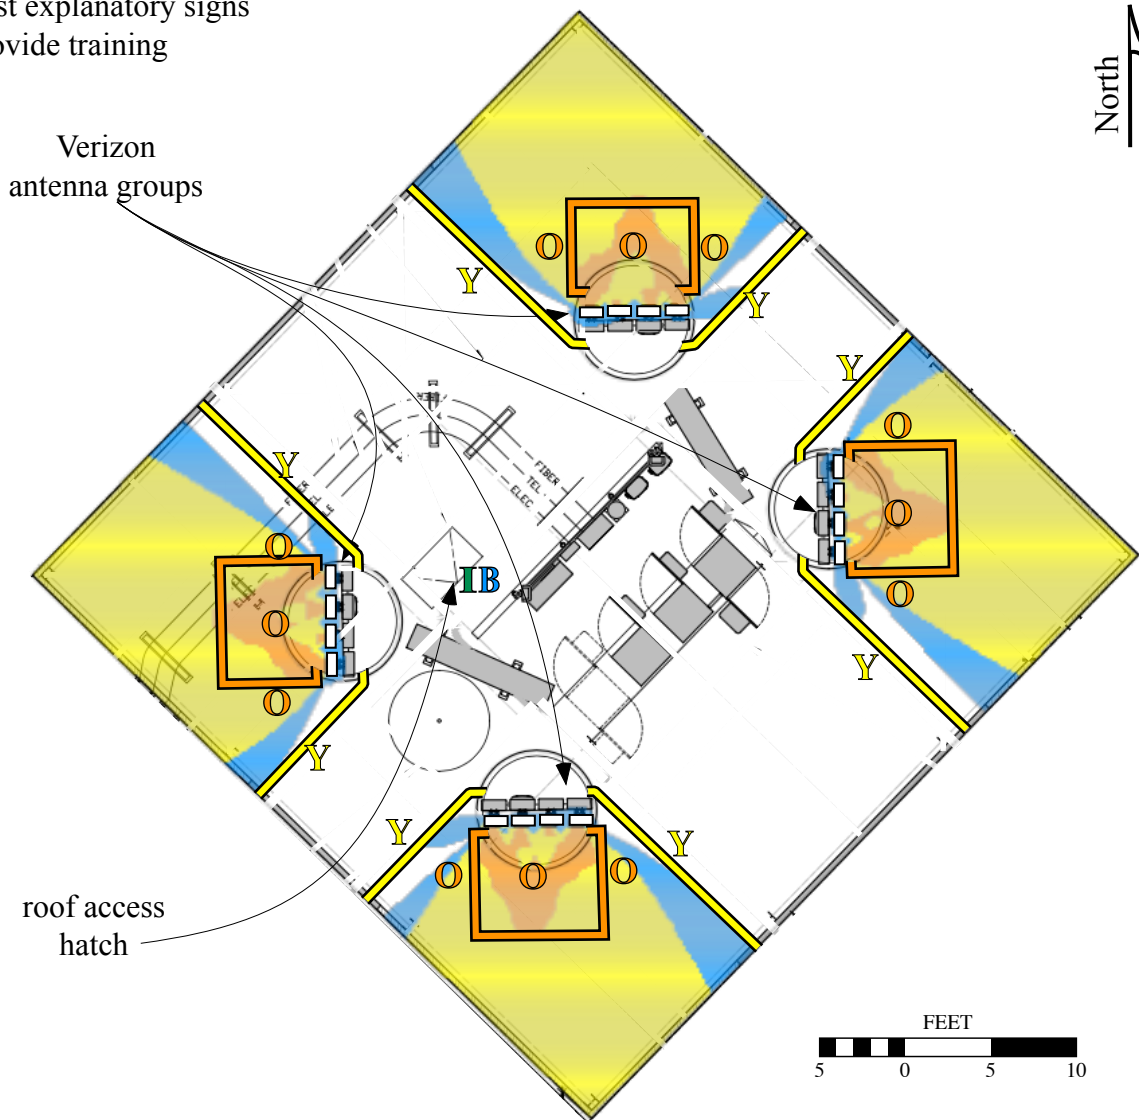 st explanatory signs
ovide training
North
Verizon
antenna groups
O O O
Y
Y
Y
O
Y
FIBER
TEL.
ELEC
O
O
IB
O
O
O
Y
O
Y
Y
Y
O O O
roof access
hatch
FEET
5 0 5 10